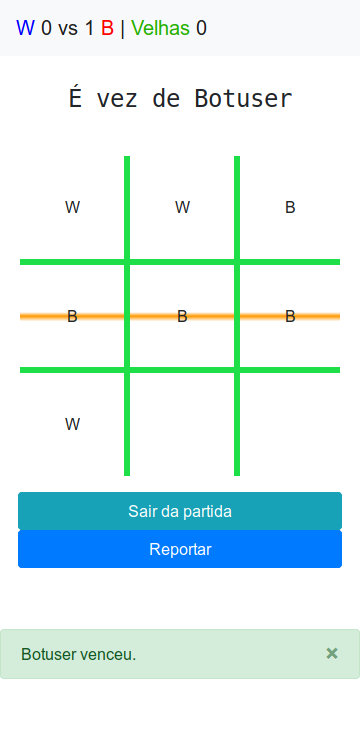 W 0 vs 1 B | Velhas 0
É vez de Botuser
W W B
B B B
W
Sair da partida
Reportar
Botuser venceu. ×